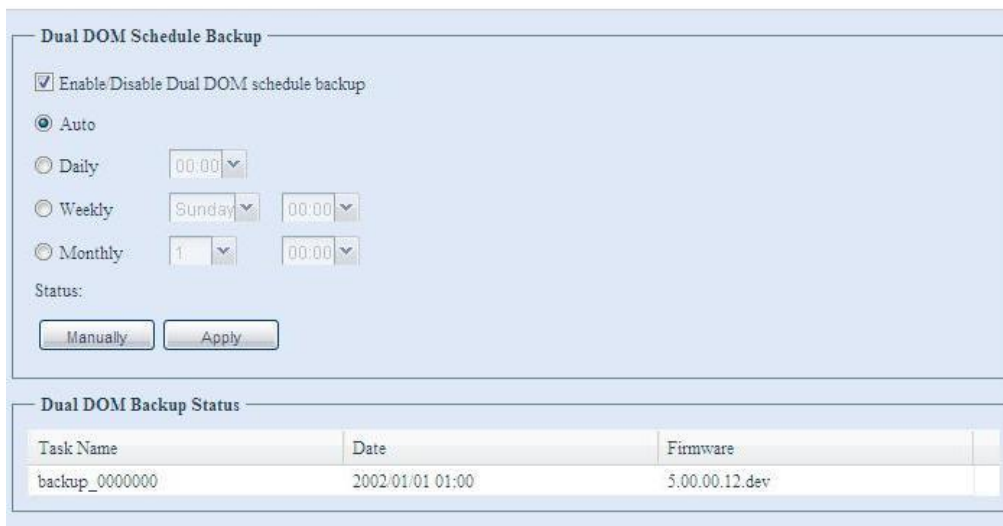 Dual DOM Schedule Backup
Enable/Disable Dual DOM schedule backup
Auto
Daily 00:00
Weekly Sunday 00:00
Monthly 1 00:00
Status:
Manually Apply
Dual DOM Backup Status
Task Name Date Firmware
backup_0000000 2002/01/01 01:00 5.00.00.12.dev